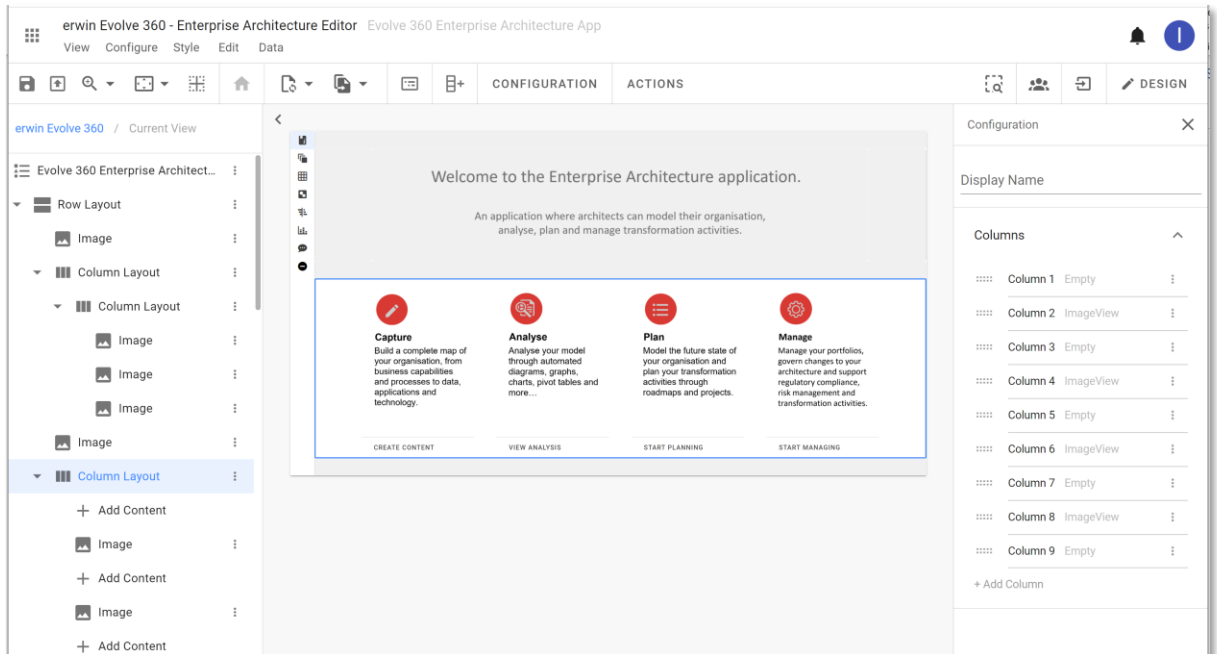 erwin Evolve 360 - Enterprise Architecture Editor Evolve 360 Enterprise Architecture App
View Configure Style Edit Data
CONFIGURATION ACTIONS DESIGN
erwin Evolve 360 / Current View
Evolve 360 Enterprise Architect...
Row Layout
Image
Column Layout
Column Layout
Image
Image
Image
Image
Column Layout
+ Add Content
Image
+ Add Content
Image
+ Add Content
Welcome to the Enterprise Architecture application.
An application where architects can model their organisation,
analyse, plan and manage transformation activities.
Capture
Build a complete map of
your organisation, from
business capabilities
and processes to data,
applications and
technology.
CREATE CONTENT
Analyse
Analyse your model
through automated
diagrams, graphs,
charts, pivot tables and
more...
VIEW ANALYSIS
Plan
Model the future state of
your organisation and
plan your transformation
activities through
roadmaps and projects.
START PLANNING
Manage
Manage your portfolios,
govern changes to your
architecture and support
regulatory compliance,
risk management and
transformation activities.
START MANAGING
I
Configuration
Display Name
Columns
Column 1 Empty
Column 2 ImageView
Column 3 Empty
Column 4 ImageView
Column 5 Empty
Column 6 ImageView
Column 7 Empty
Column 8 ImageView
Column 9 Empty
+ Add Column